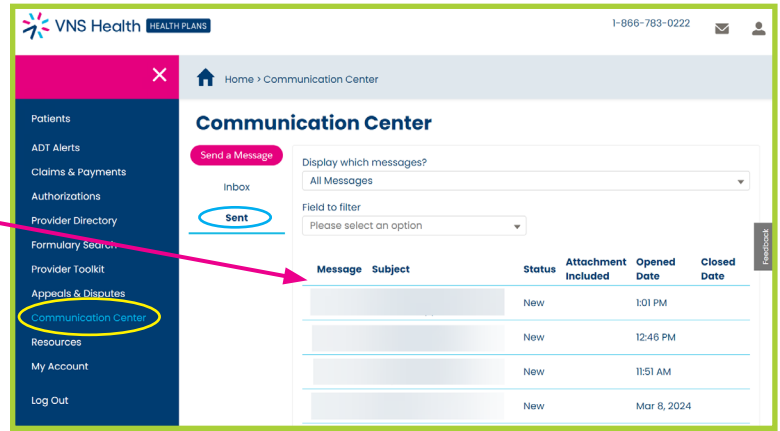 VNS Health HEALTH PLANS
1-866-783-0222
Home > Communication Center
Patients
ADT Alerts
Claims & Payments
Authorizations
Provider Directory
Formulary Search
Provider Toolkit
Appeals & Disputes
Communication Center
Resources
My Account
Log Out
Communication Center
Send a Message
Inbox
Sent
Display which messages?
All Messages
Field to filter
Please select an option
Message Subject Status Attachment Included Opened Date Closed Date
New 1:01 PM
New 12:46 PM
New 11:51 AM
New Mar 8, 2024
Feedback